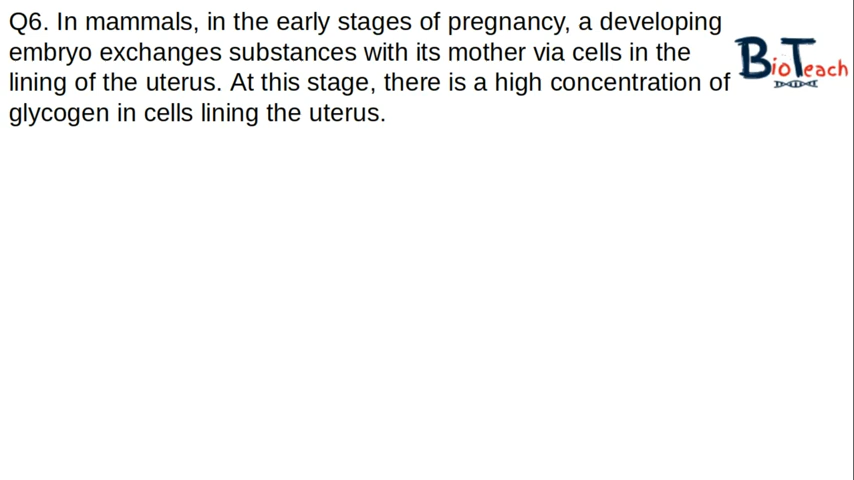 Q6. In mammals, in the early stages of pregnancy, a developing
embryo exchanges substances with its mother via cells in the
lining of the uterus. At this stage, there is a high concentration of
glycogen in cells lining the uterus.
BioTeach